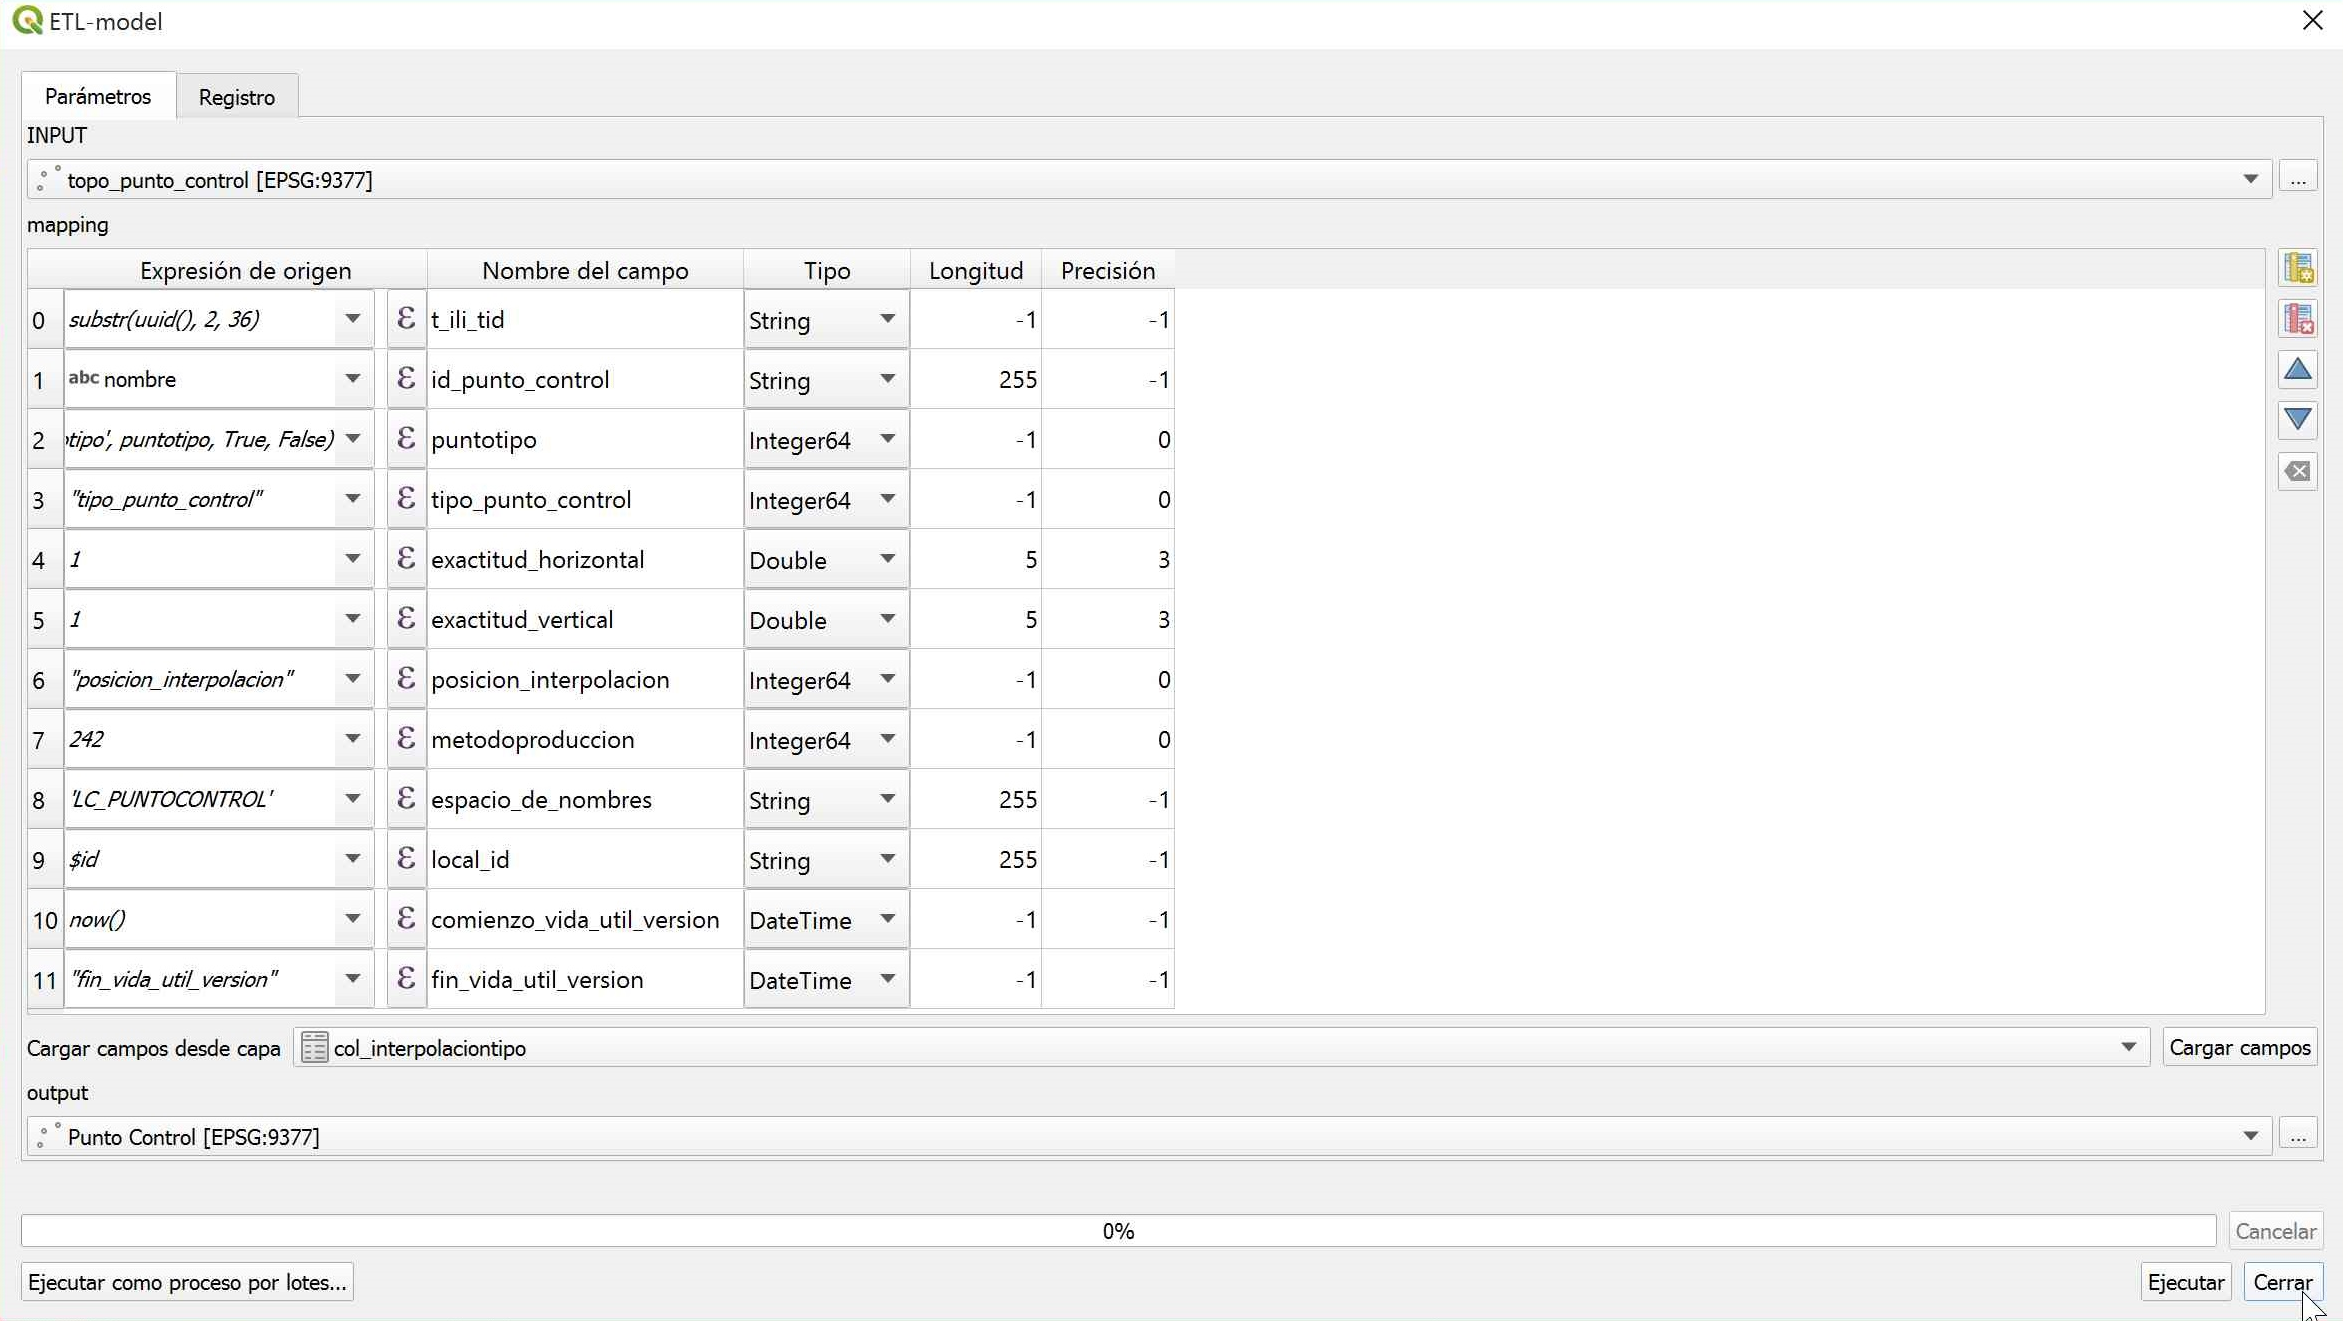 ETL-model
Parámetros Registro
INPUT
topo_punto_control [EPSG:9377] ...
mapping
Expresión de origen Nombre del campo Tipo Longitud Precisión
0 substr(uuid(), 2, 36) ε t_ili_tid String -1 -1
1 abc nombre ε id_punto_control String 255 -1
2 otipo', puntotipo, True, False) ε puntotipo Integer64 -1 0
3 "tipo_punto_control" ε tipo_punto_control Integer64 -1 0
4 1 ε exactitud_horizontal Double 5 3
5 1 ε exactitud_vertical Double 5 3
6 "posicion_interpolacion" ε posicion_interpolacion Integer64 -1 0
7 242 ε metodoproduccion Integer64 -1 0
8 'LC_PUNTOCONTROL' ε espacio_de_nombres String 255 -1
9 $id ε local_id String 255 -1
10 now() ε comienzo_vida_util_version DateTime -1 -1
11 "fin_vida_util_version" ε fin_vida_util_version DateTime -1 -1
Cargar campos desde capa col_interpolaciontipo Cargar campos
output
Punto Control [EPSG:9377] ...
0% Cancelar
Ejecutar como proceso por lotes... Ejecutar Cerrar